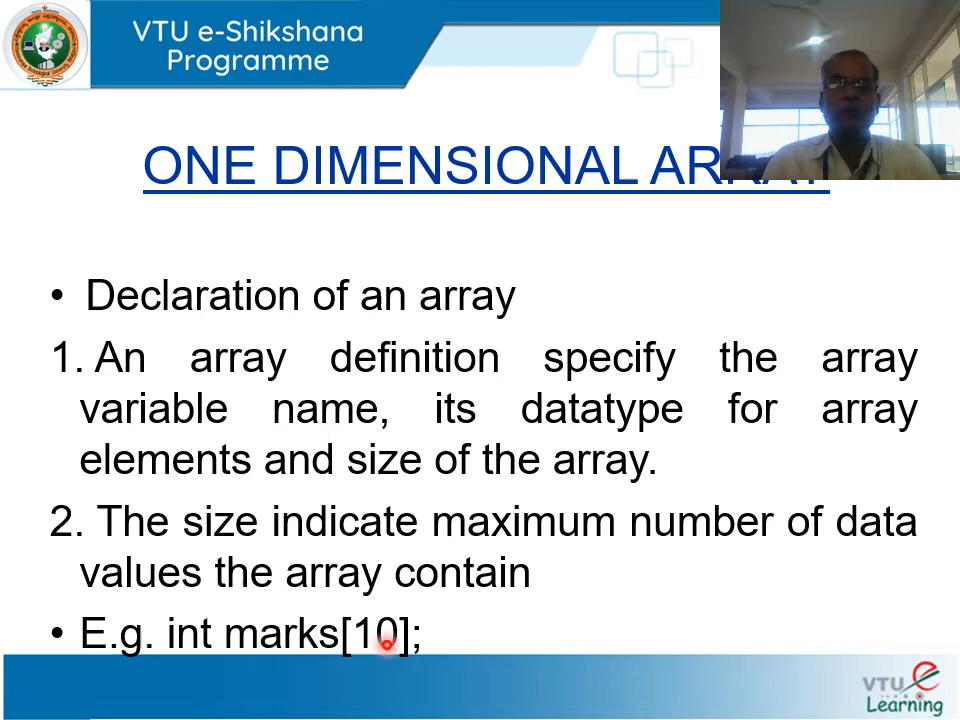 VTU e-Shikshana
Programme
ONE DIMENSIONAL
• Declaration of an array
1. An array definition specify the array
variable name, its datatype for array
elements and size of the array.
2. The size indicate maximum number of data
values the array contain
• E.g. int marks[10];
VTU
Learning